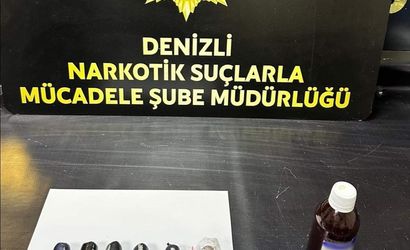 DENİZLİ
NARKOTİK SUÇLARLA
MÜCADELE ŞUBE MÜDÜRLÜĞÜ